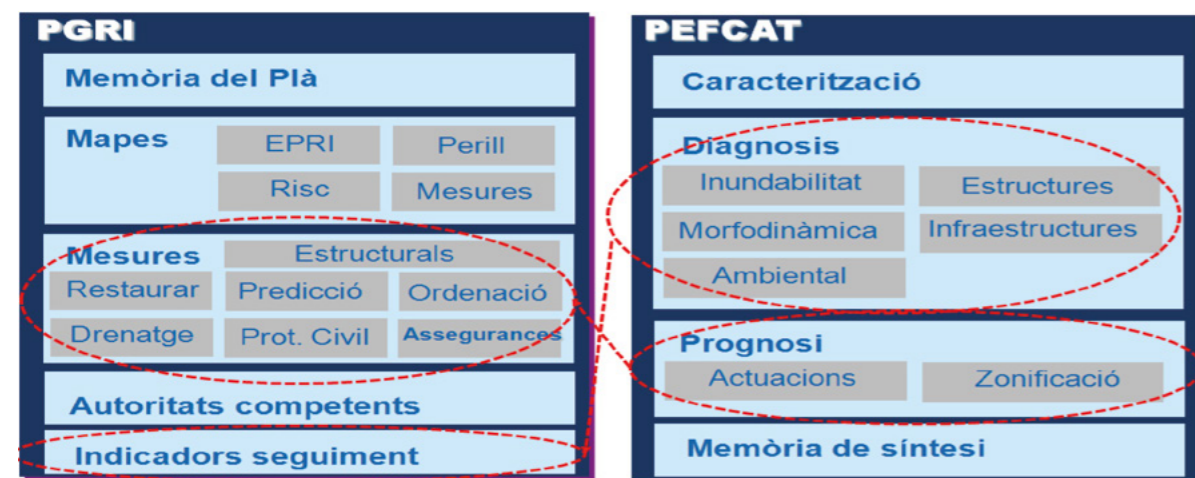 PGRI
Memòria del Plà
Mapes
EPRI
Perill
Risc
Mesures
Mesures
Estructurals
Restaurar
Predicció
Ordenació
Drenatge
Prot. Civil
Assegurances
Autoritats competents
Indicadors seguiment
PEFCAT
Caracterització
Diagnosis
Inundabilitat
Estructures
Morfodinàmica
Infraestructures
Ambiental
Prognosi
Actuacions
Zonificació
Memòria de síntesi